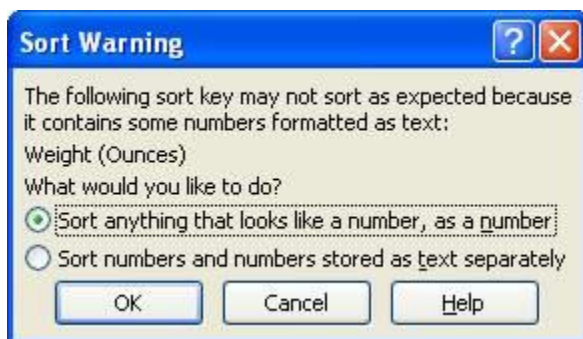 Sort Warning
?
The following sort key may not sort as expected because
it contains some numbers formatted as text:
Weight (Ounces)
What would you like to do?
Sort anything that looks like a number, as a number
Sort numbers and numbers stored as text separately
OK Cancel Help